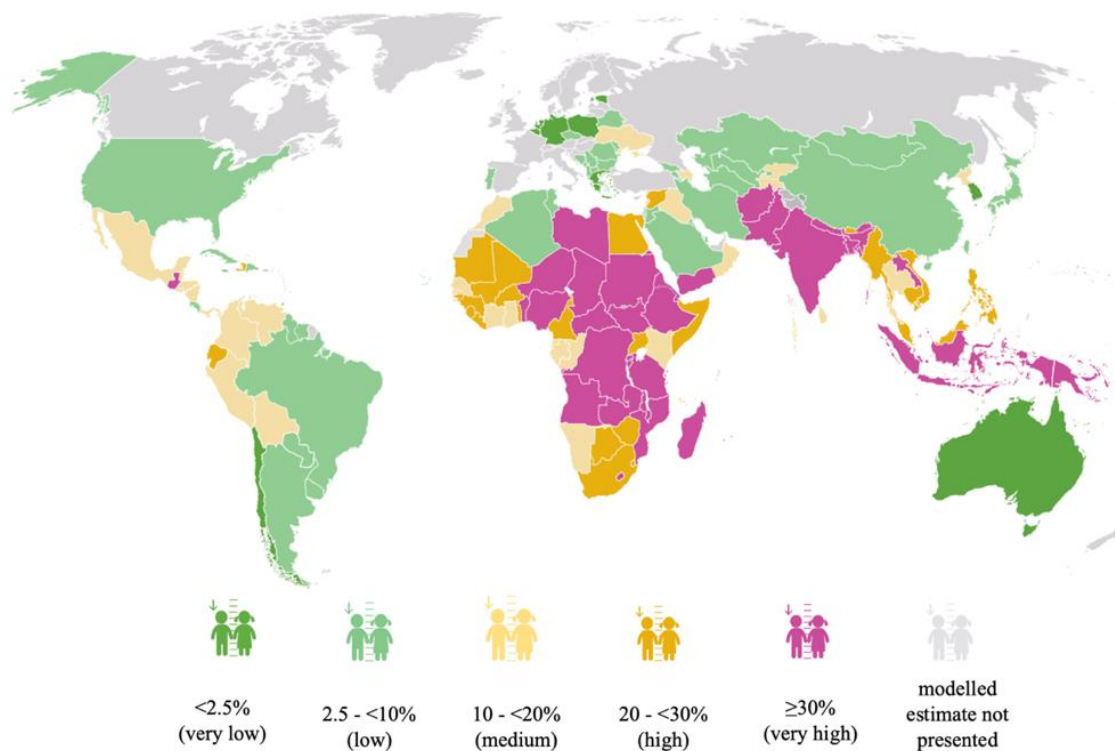 <2.5%
(very low)
2.5 - <10%
(low)
10 - <20%
(medium)
20 - <30%
(high)
≥30%
(very high)
modelled
estimate not
presented